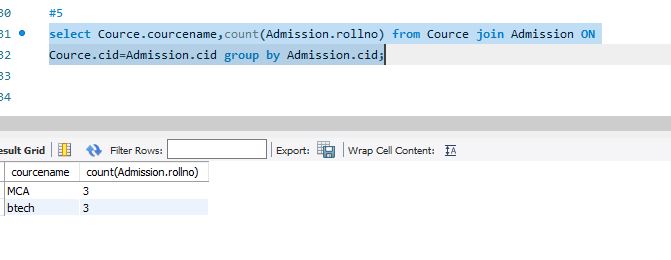 30 #5
31 select Cource.courcename,count(Admission.rollno) from Cource join Admission ON
32 Cource.cid=Admission.cid group by Admission.cid;
33
34
esult Grid Filter Rows: Export: Wrap Cell Content:
courcename count(Admission.rollno)
MCA 3
btech 3